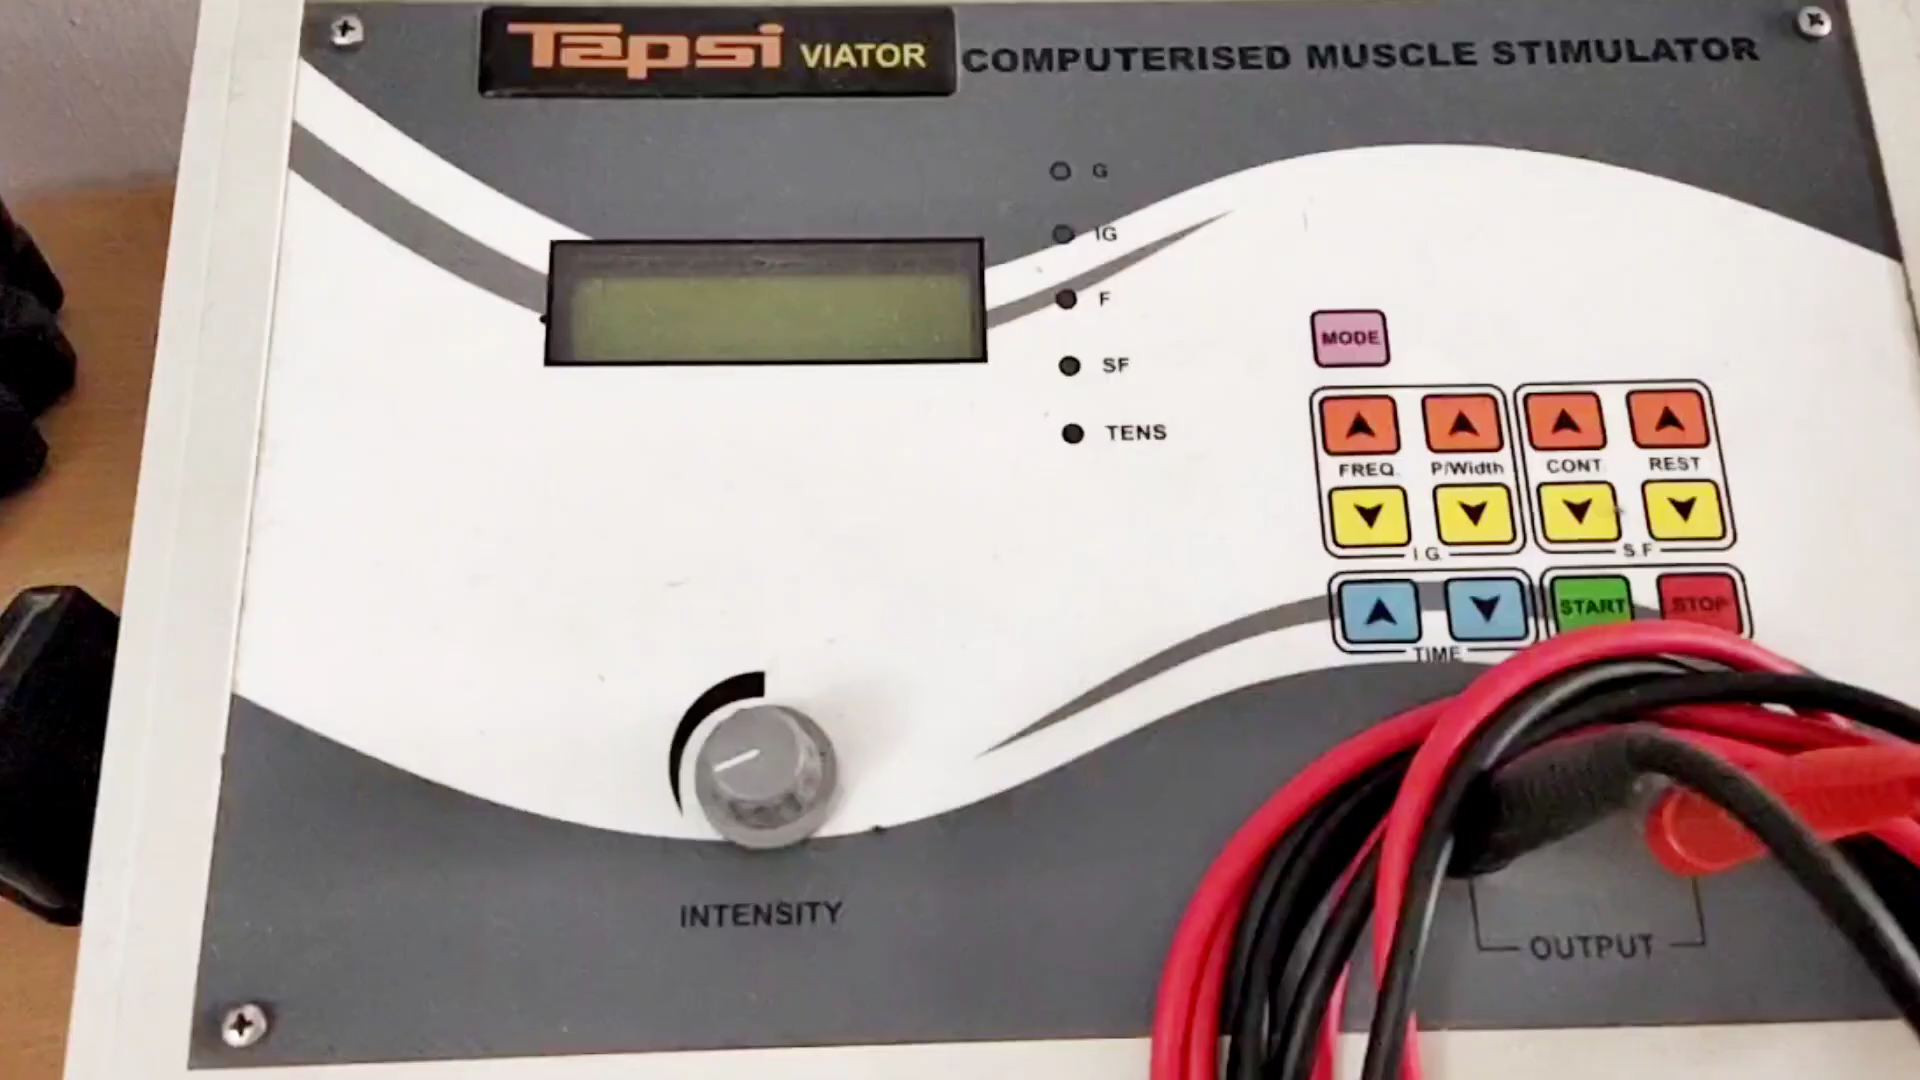 Tapsi VIATOR COMPUTERISED MUSCLE STIMULATOR
G
IG
F
SF
TENS
MODE
FREQ. P/Width CONT. REST
I.G. S.F
START STOP
TIME
INTENSITY
OUTPUT